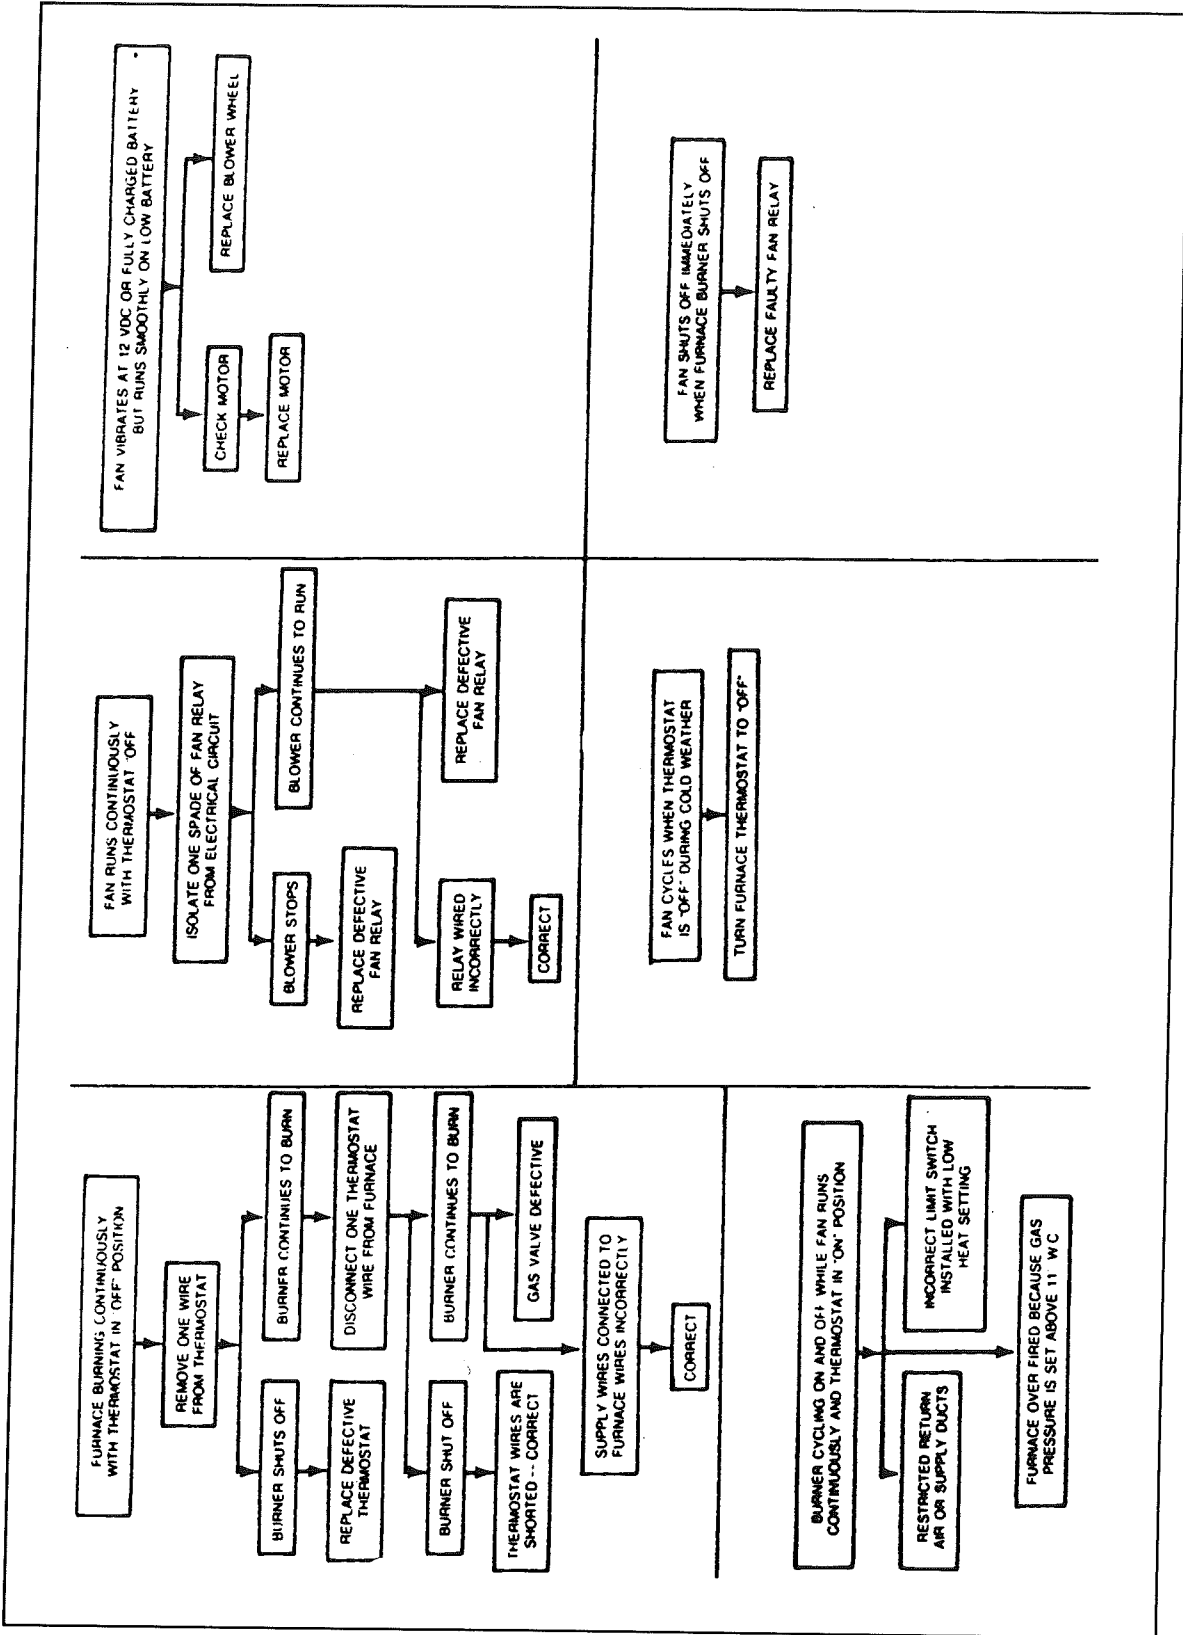 FURNACE BURNING CONTINUOUSLY
WITH THERMOSTAT IN "OFF" POSITION
REMOVE ONE WIRE
FROM THERMOSTAT
BURNER SHUTS OFF
REPLACE DEFECTIVE
THERMOSTAT
BURNER CONTINUES TO BURN
DISCONNECT ONE THERMOSTAT
WIRE FROM FURNACE
BURNER SHUT OFF
THERMOSTAT WIRES ARE
SHORTED -- CORRECT
BURNER CONTINUES TO BURN
GAS VALVE DEFECTIVE
SUPPLY WIRES CONNECTED TO
FURNACE WIRES INCORRECTLY
CORRECT
FAN RUNS CONTINUOUSLY
WITH THERMOSTAT "OFF
ISOLATE ONE SPADE OF FAN RELAY
FROM ELECTRICAL CIRCUIT
BLOWER STOPS
REPLACE DEFECTIVE
FAN RELAY
BLOWER CONTINUES TO RUN
RELAY WIRED
INCORRECTLY
CORRECT
REPLACE DEFECTIVE
FAN RELAY
FAN VIBRATES AT 12 VDC OR FULLY CHARGED BATTERY
BUT RUNS SMOOTHLY ON LOW BATTERY
CHECK MOTOR
REPLACE MOTOR
REPLACE BLOWER WHEEL
BURNER CYCLING ON AND OFF WHILE FAN RUNS
CONTINUOUSLY AND THERMOSTAT IN "ON" POSITION
RESTRICTED RETURN
AIR OR SUPPLY DUCTS
INCORRECT LIMIT SWITCH
INSTALLED WITH LOW
HEAT SETTING
FURNACE OVER FIRED BECAUSE GAS
PRESSURE IS SET ABOVE 11" W C
FAN CYCLES WHEN THERMOSTAT
IS "OFF" DURING COLD WEATHER
TURN FURNACE THERMOSTAT TO "OFF"
FAN SHUTS OFF IMMEDIATELY
WHEN FURNACE BURNER SHUTS OFF
REPLACE FAULTY FAN RELAY